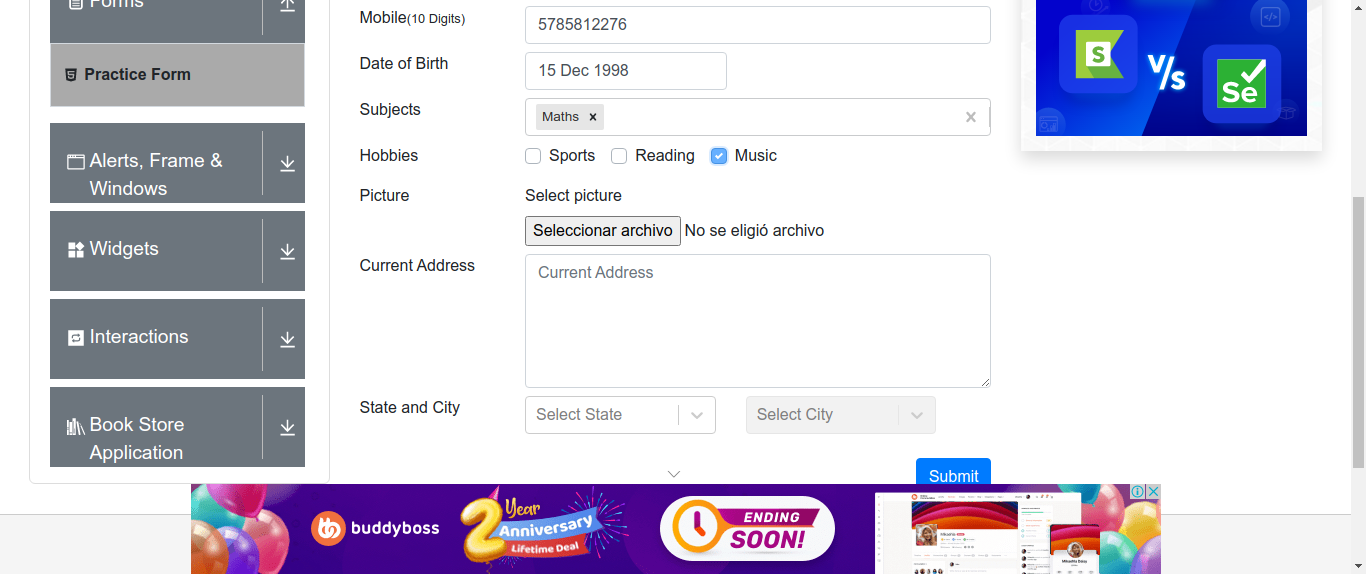 Forms
Practice Form
Alerts, Frame &
Windows
Widgets
Interactions
Book Store
Application
Mobile(10 Digits)
5785812276
Date of Birth
15 Dec 1998
Subjects
Maths
Hobbies
Sports
Reading
Music
Picture
Select picture
Seleccionar archivo
No se eligió archivo
Current Address
Current Address
State and City
Select State
Select City
Submit
S
V/s
Se
buddyboss
2 Year
Anniversary
Lifetime Deal
ENDING
SOON!